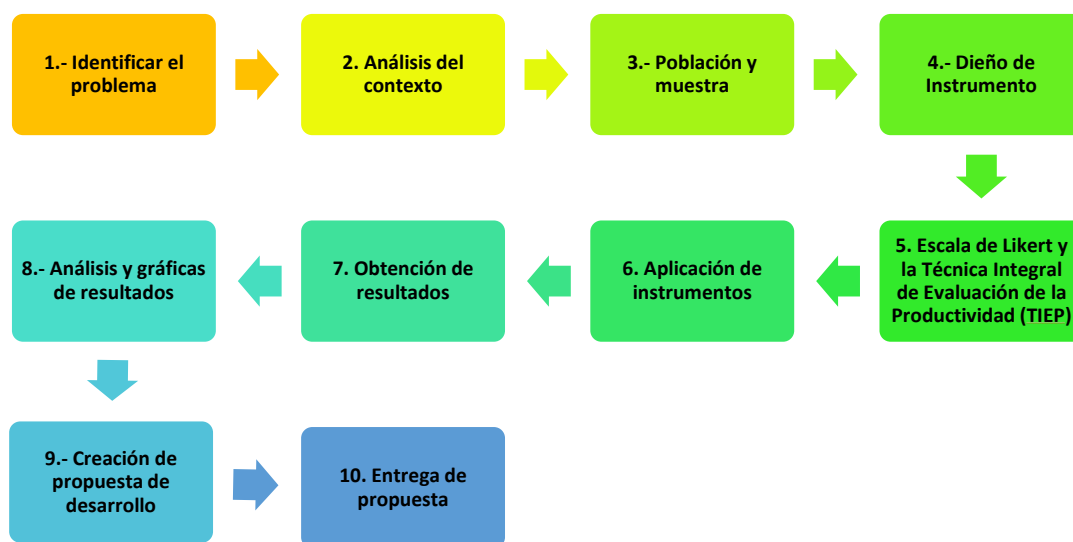 1.- Identificar el
problema
2. Análisis del
contexto
3.- Población y
muestra
4.- Dieño de
Instrumento
5. Escala de Likert y
la Técnica Integral
de Evaluación de la
Productividad (TIEP)
6. Aplicación de
instrumentos
7. Obtención de
resultados
8.- Análisis y gráficas
de resultados
9.- Creación de
propuesta de
desarrollo
10. Entrega de
propuesta